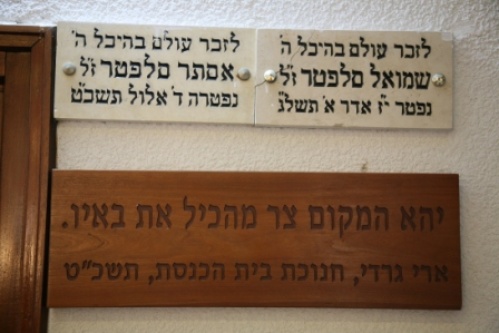 לזכר עולם בהיכל ה'
שמואל סלפטר ז"ל
נפטר י"ז אדר א' תשל"ג
לזכר עולם בהיכל ה'
אסתר סלפטר ז"ל
נפטרה ד' אלול תשכ"ט
יהא המקום צר מהכיל את באיו.
ארי גרדי, חנוכת בית הכנסת, תשכ"ט